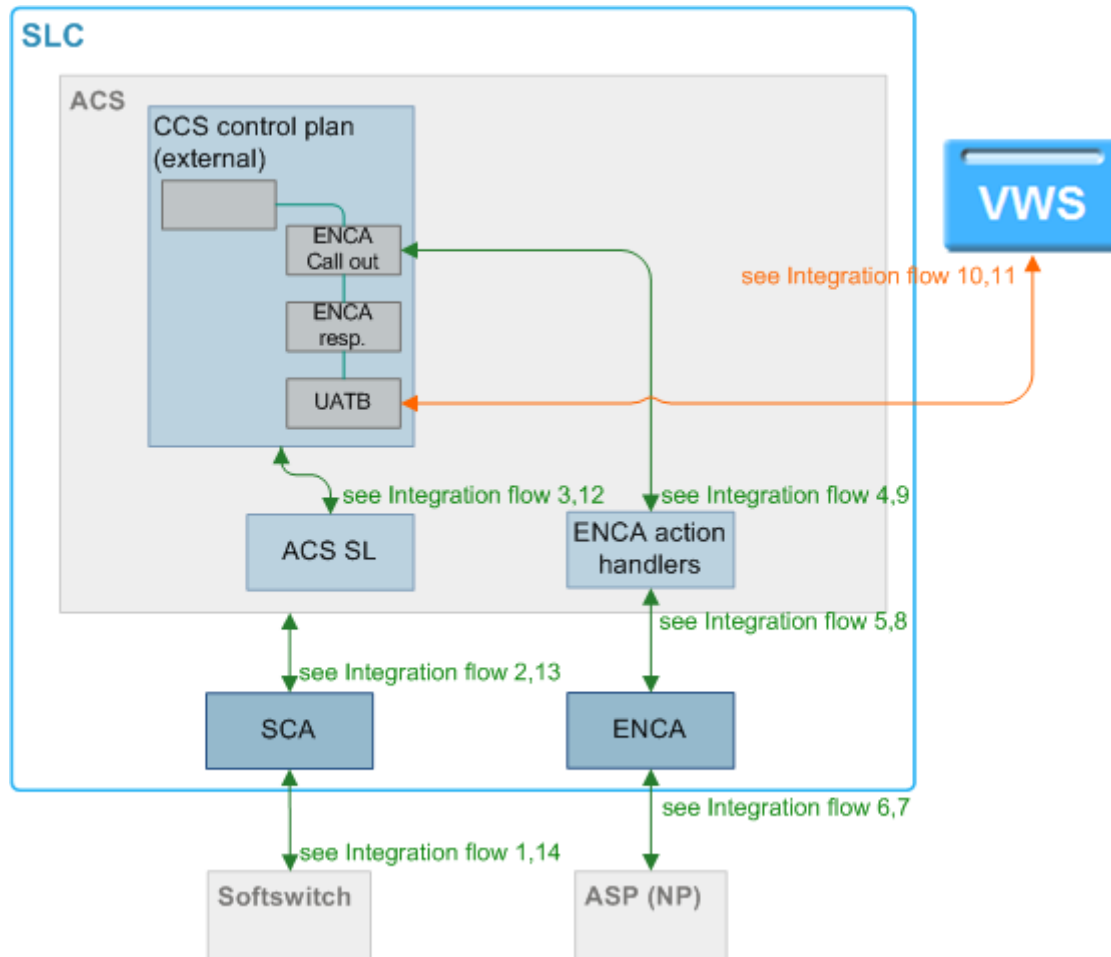 SLC
ACS
CCS control plan
(external)
ENCA
Call out
ENCA
resp.
UATB
VWS
see Integration flow 10,11
see Integration flow 3,12
see Integration flow 4,9
ACS SL
ENCA action
handlers
see Integration flow 5,8
see Integration flow 2,13
SCA
ENCA
see Integration flow 6,7
see Integration flow 1,14
Softswitch
ASP (NP)